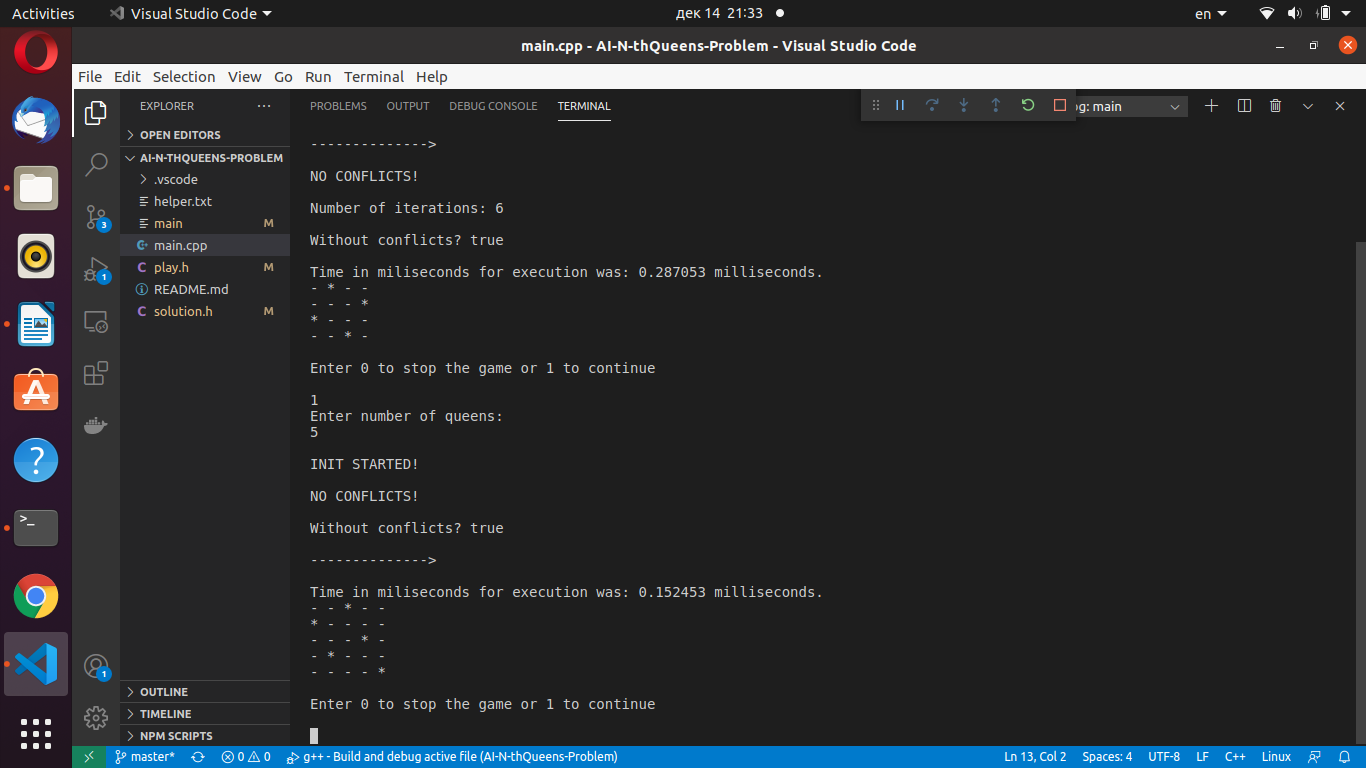 Activities Visual Studio Code дек 14 21:33 en
main.cpp - AI-N-thQueens-Problem - Visual Studio Code
File Edit Selection View Go Run Terminal Help
EXPLORER ...
OPEN EDITORS
AI-N-THQUEENS-PROBLEM
.vscode
helper.txt
main M
main.cpp
play.h M
README.md
solution.h M
OUTLINE
TIMELINE
NPM SCRIPTS
3
1
1
PROBLEMS OUTPUT DEBUG CONSOLE TERMINAL og: main
-------------->
NO CONFLICTS!
Number of iterations: 6
Without conflicts? true
Time in miliseconds for execution was: 0.287053 milliseconds.
- * - -
- - - *
* - - -
- - * -
Enter 0 to stop the game or 1 to continue
1
Enter number of queens:
5
INIT STARTED!
NO CONFLICTS!
Without conflicts? true
-------------->
Time in miliseconds for execution was: 0.152453 milliseconds.
- - * - -
* - - - -
- - - * -
- * - - -
- - - - *
Enter 0 to stop the game or 1 to continue
master* 0 0 g++ - Build and debug active file (AI-N-thQueens-Problem) Ln 13, Col 2 Spaces: 4 UTF-8 LF C++ Linux